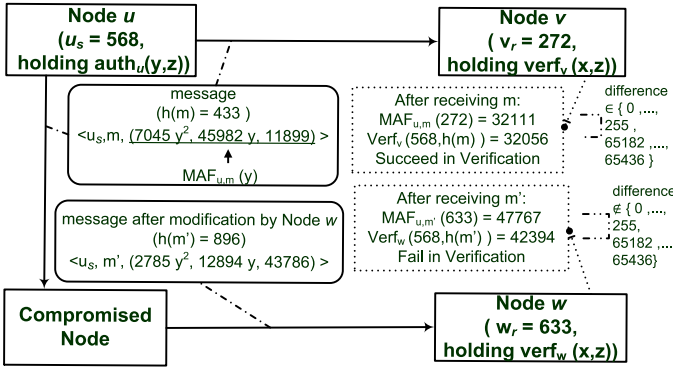 Node u
(us = 568,
holding authu(y,z))
Node v
( vr = 272,
holding verfv (x,z))
message
(h(m) = 433 )
<us,m, (7045 y², 45982 y, 11899) >
MAFu,m (y)
After receiving m:
MAFu,m (272) = 32111
Verfv (568,h(m) ) = 32056
Succeed in Verification
difference
∈ { 0 ,...,
255 ,
65182 ,...,
65436 }
message after modification by Node w
(h(m') = 896)
<us, m', (2785 y², 12894 y, 43786) >
After receiving m':
MAFu,m' (633) = 47767
Verfw (568,h(m') ) = 42394
Fail in Verification
difference
∉ { 0 ,...,
255,
65182 ,...
65436}
Compromised
Node
Node w
( wr = 633,
holding verfw (x,z))